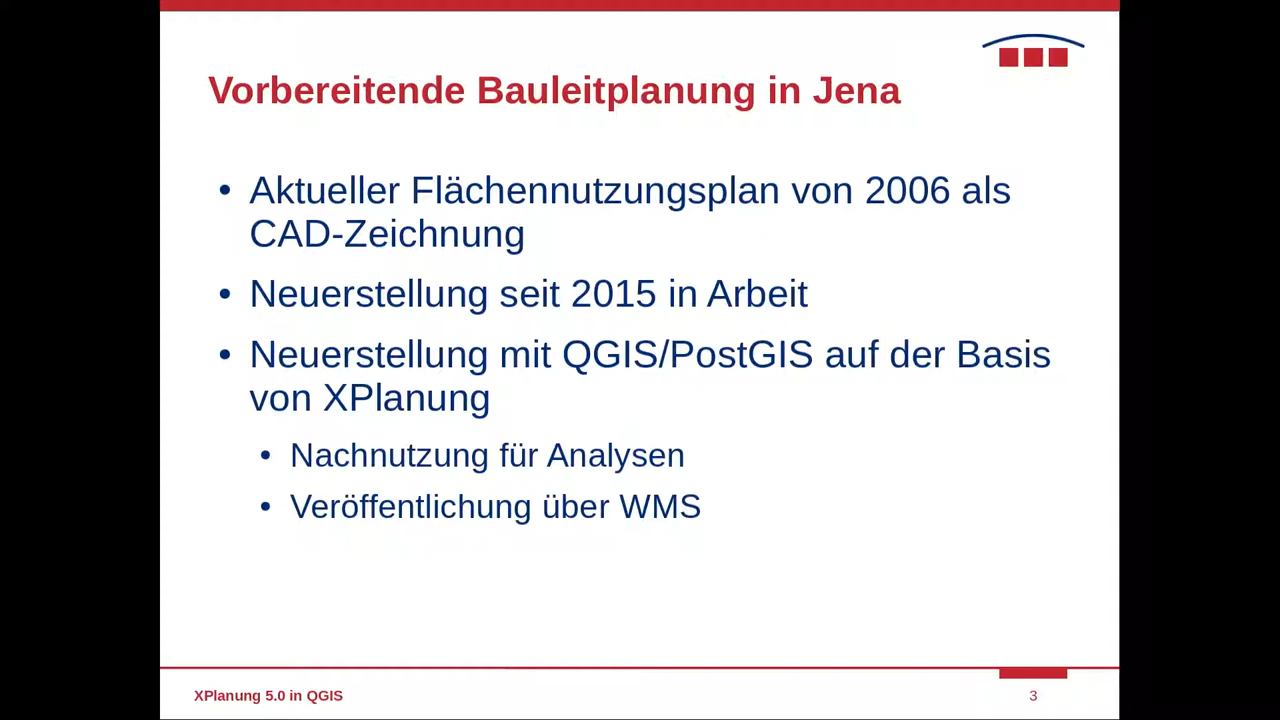 Vorbereitende Bauleitplanung in Jena
• Aktueller Flächennutzungsplan von 2006 als
CAD-Zeichnung
• Neuerstellung seit 2015 in Arbeit
• Neuerstellung mit QGIS/PostGIS auf der Basis
von XPlanung
• Nachnutzung für Analysen
• Veröffentlichung über WMS
XPlanung 5.0 in QGIS
3